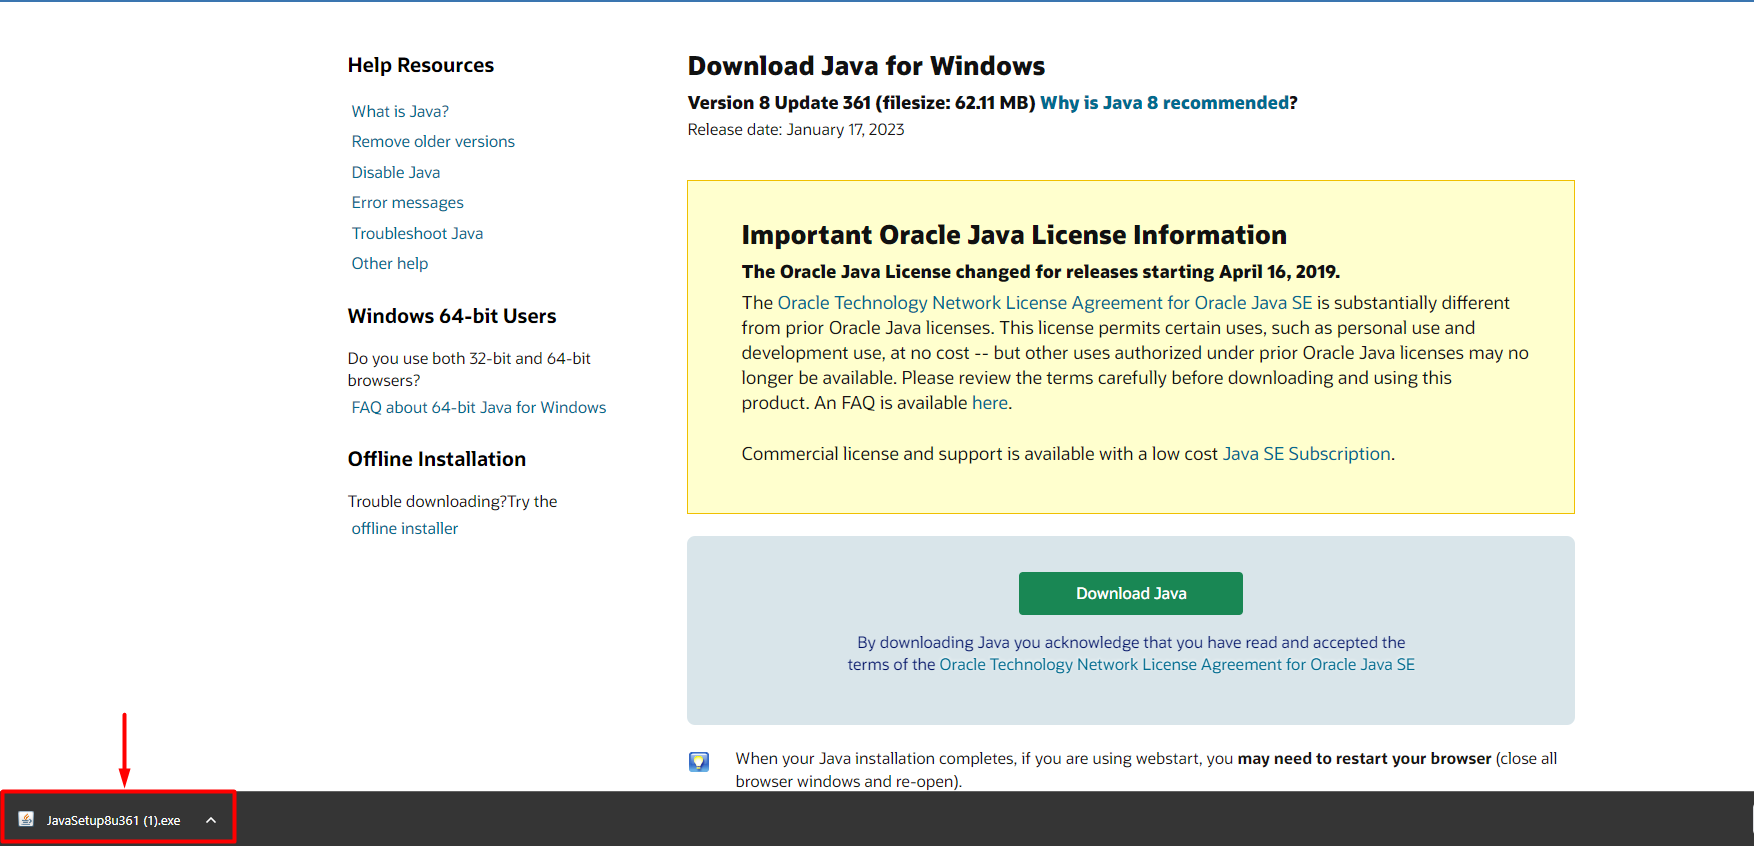 Help Resources
What is Java?
Remove older versions
Disable Java
Error messages
Troubleshoot Java
Other help
Windows 64-bit Users
Do you use both 32-bit and 64-bit
browsers?
FAQ about 64-bit Java for Windows
Offline Installation
Trouble downloading?Try the
offline installer
Download Java for Windows
Version 8 Update 361 (filesize: 62.11 MB) Why is Java 8 recommended?
Release date: January 17, 2023
Important Oracle Java License Information
The Oracle Java License changed for releases starting April 16, 2019.
The Oracle Technology Network License Agreement for Oracle Java SE is substantially different
from prior Oracle Java licenses. This license permits certain uses, such as personal use and
development use, at no cost -- but other uses authorized under prior Oracle Java licenses may no
longer be available. Please review the terms carefully before downloading and using this
product. An FAQ is available here.
Commercial license and support is available with a low cost Java SE Subscription.
Download Java
By downloading Java you acknowledge that you have read and accepted the
terms of the Oracle Technology Network License Agreement for Oracle Java SE
When your Java installation completes, if you are using webstart, you may need to restart your browser (close all
browser windows and re-open).
JavaSetup8u361 (1).exe